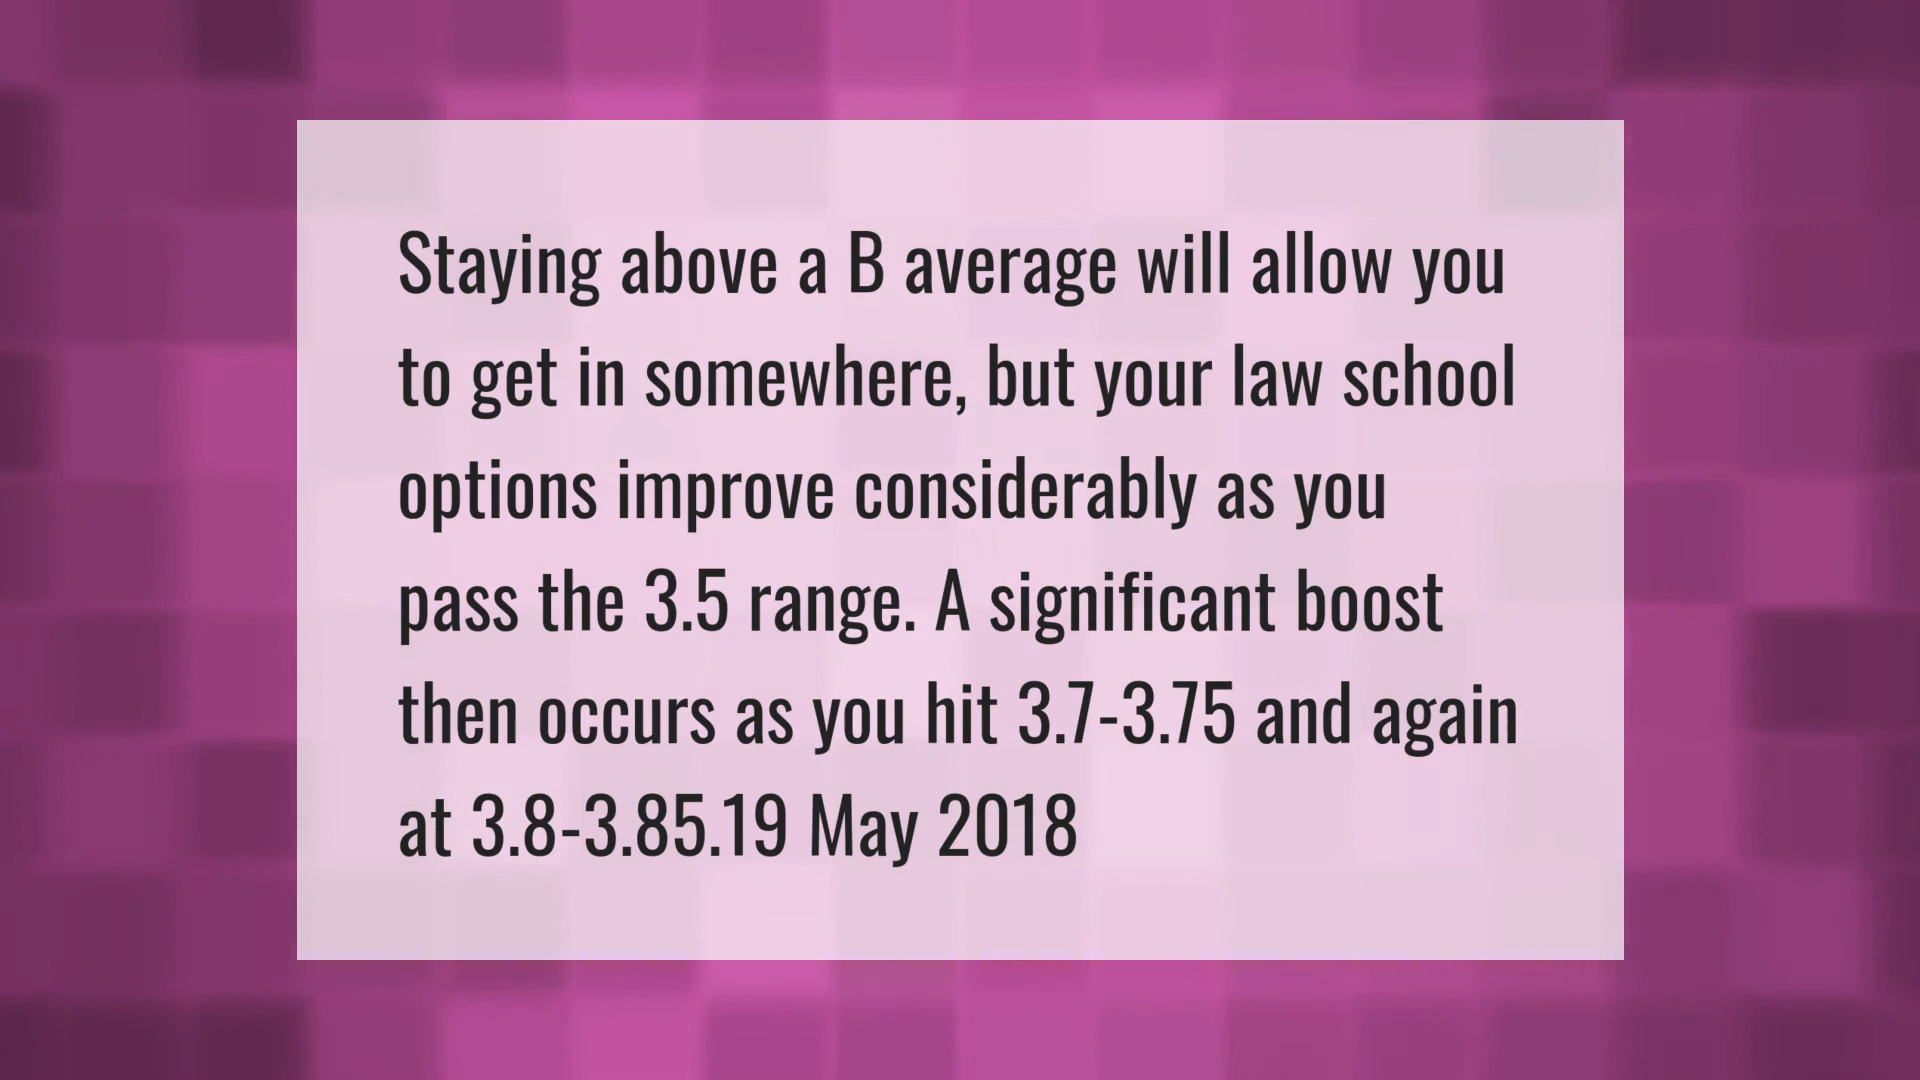 Staying above a B average will allow you
to get in somewhere, but your law school
options improve considerably as you
pass the 3.5 range. A significant boost
then occurs as you hit 3.7-3.75 and again
at 3.8-3.85.19 May 2018